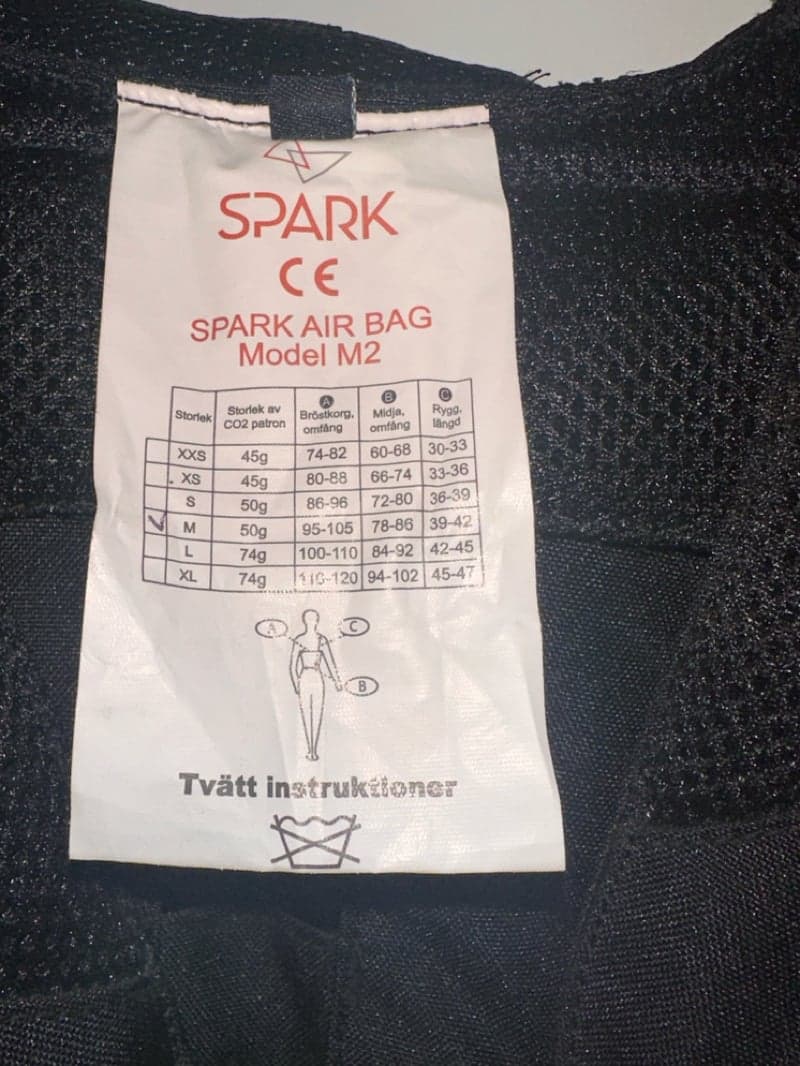 SPARK
CE
SPARK AIR BAG
Model M2
Storlek Storlek av CO2 patron A Bröstkorg, omfång B Midja, omfång C Rygg, längd
XXS 45g 74-82 60-68 30-33
XS 45g 80-88 66-74 33-36
S 50g 86-96 72-80 36-39
M 50g 95-105 78-86 39-42
L 74g 100-110 84-92 42-45
XL 74g 110-120 94-102 45-47
A C
B
Tvätt instruktioner